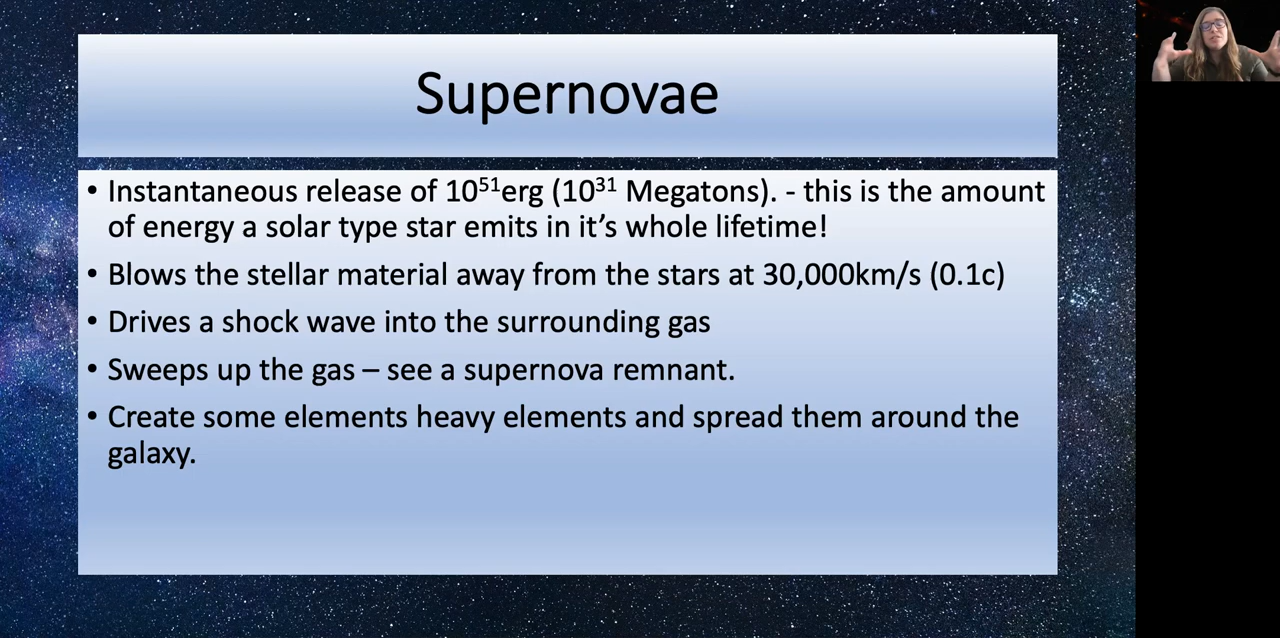 Supernovae
• Instantaneous release of 10⁵¹erg (10³¹ Megatons). - this is the amount
of energy a solar type star emits in it’s whole lifetime!
• Blows the stellar material away from the stars at 30,000km/s (0.1c)
• Drives a shock wave into the surrounding gas
• Sweeps up the gas – see a supernova remnant.
• Create some elements heavy elements and spread them around the
galaxy.